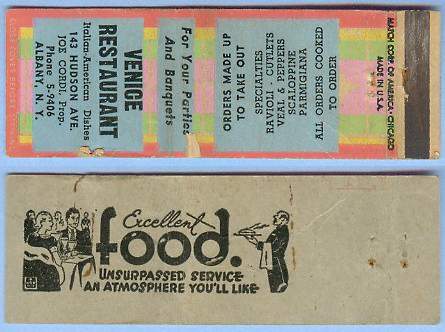 VENICE
RESTAURANT
Italian-American Dishes
143 HUDSON AVE.
JOE CORDI, Prop.
Phone 5-9406
ALBANY, N. Y.
For Your Parties
And Banquets
ORDERS MADE UP
TO TAKE OUT
SPECIALTIES
RAVIOLI CUTLETS
VEAL PEPPERS
SCALOPPINE
PARMIGIANA
ALL ORDERS COOKED
TO ORDER
MATCH CORP. OF AMERICA, CHICAGO
MADE IN U.S.A.
Excellent
food.
UNSURPASSED SERVICE
AN ATMOSPHERE YOU'LL LIKE